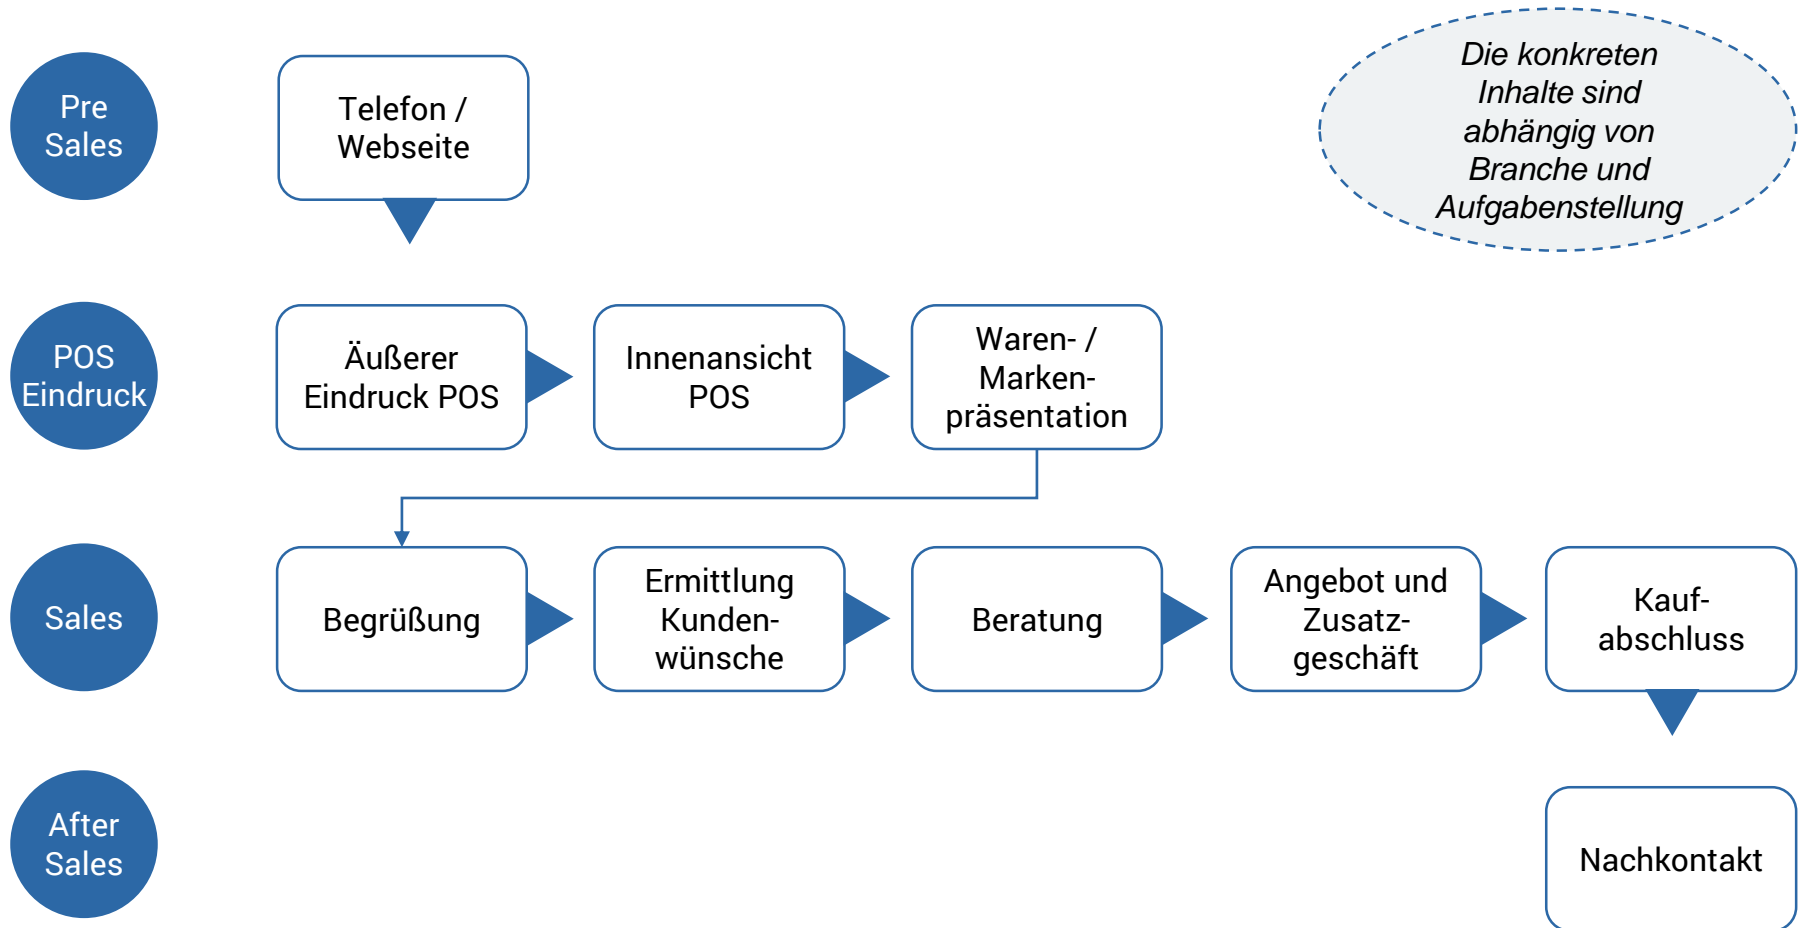 Pre
Sales
Telefon /
Webseite
Die konkreten
Inhalte sind
abhängig von
Branche und
Aufgabenstellung
POS
Eindruck
Äußerer
Eindruck POS
Innenansicht
POS
Waren- /
Marken-
präsentation
Sales
Begrüßung
Ermittlung
Kunden-
wünsche
Beratung
Angebot und
Zusatz-
geschäft
Kauf-
abschluss
After
Sales
Nachkontakt